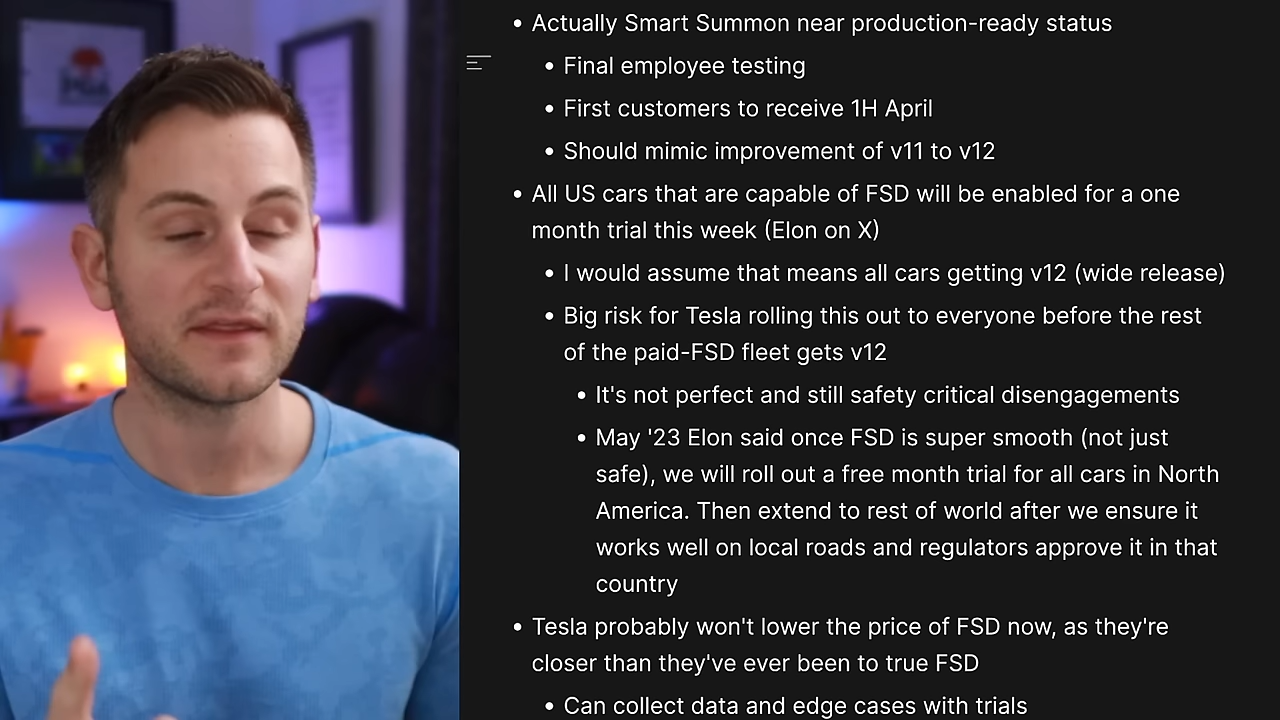 • Actually Smart Summon near production-ready status
• Final employee testing
• First customers to receive 1H April
• Should mimic improvement of v11 to v12
• All US cars that are capable of FSD will be enabled for a one
month trial this week (Elon on X)
• I would assume that means all cars getting v12 (wide release)
• Big risk for Tesla rolling this out to everyone before the rest
of the paid-FSD fleet gets v12
• It's not perfect and still safety critical disengagements
• May '23 Elon said once FSD is super smooth (not just
safe), we will roll out a free month trial for all cars in North
America. Then extend to rest of world after we ensure it
works well on local roads and regulators approve it in that
country
• Tesla probably won't lower the price of FSD now, as they're
closer than they've ever been to true FSD
• Can collect data and edge cases with trials